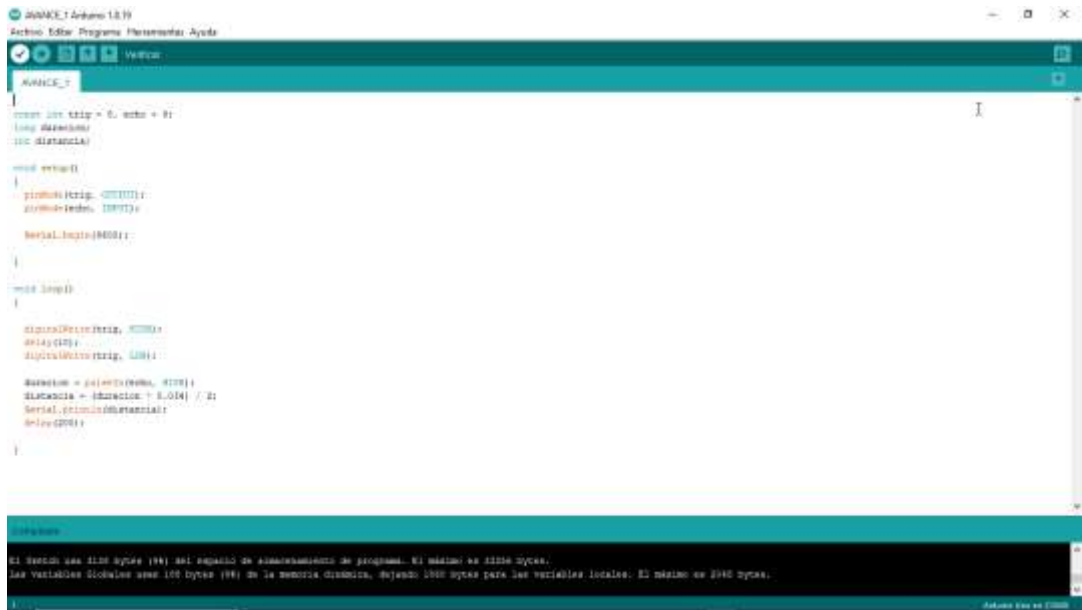 AVANCE_1 Arduino 1.8.19
Archivo Editar Programa Herramientas Ayuda
Verificar
AVANCE_1
const int trig = echo =
long duracion;
int distancia;
void setup()
{
pinMode(trig, OUTPUT);
pinMode(echo, INPUT);
Serial.begin(9600);
}
void loop()
{
digitalWrite(trig, HIGH);
delay(10);
digitalWrite(trig, LOW);
duracion = pulseIn(echo, HIGH);
distancia = (duracion * 0.034) / 2;
Serial.println(distancia);
delay(200);
}
Compilado
El Sketch usa bytes del espacio de almacenamiento de programa. El máximo es bytes.
Las variables Globales usan bytes de la memoria dinámica, dejando bytes para las variables locales. El máximo es bytes.
1
Arduino Uno en